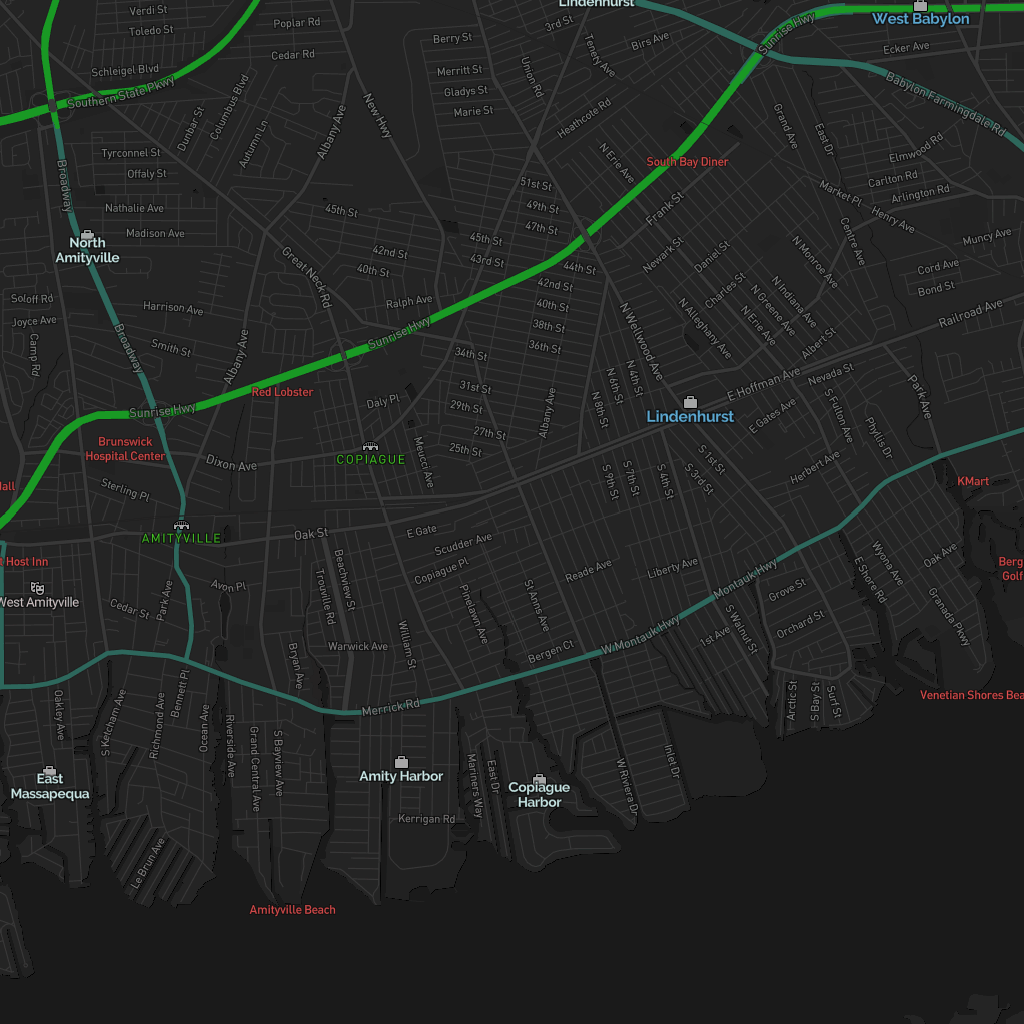 Lindenhurst
West Babylon
Verdi St
Toledo St
Poplar Rd
Cedar Rd
Schleigel Blvd
Southern State Pkwy
Berry St
Merritt St
Gladys St
Marie St
3rd St
Tenety Ave
Birs Ave
Union Rd
Sunrise Hwy
Ecker Ave
Babylon Farmingdale Rd
Dunbar St
Columbus Blvd
Autumn Ln
Albany Ave
New Hwy
Heathcote Rd
N Erie Ave
Grand Ave
East Dr
Elmwood Rd
Carlton Rd
Arlington Rd
South Bay Diner
Tyrconnel St
Offaly St
Broadway
Nathalie Ave
Madison Ave
North
Amityville
45th St
51st St
49th St
47th St
45th St
43rd St
44th St
42nd St
42nd St
40th St
40th St
38th St
36th St
34th St
Frank St
Newark St
Daniel St
Charles St
Market Pl
Henry Ave
Centre Ave
N Monroe Ave
Muncy Ave
Cord Ave
Bond St
Great Neck Rd
Ralph Ave
Sunrise Hwy
Soloff Rd
Joyce Ave
Camp Rd
Harrison Ave
Smith St
Broadway
Albany Ave
N Wellwood Ave
N Alleghany Ave
N Erie Ave
N Greene Ave
N Indiana Ave
Albert St
Railroad Ave
N 4th St
N 6th St
N 8th St
E Hoffman Ave
Nevada St
E Gates Ave
S Fulton Ave
Phyllis Dr
Park Ave
Sunrise Hwy
Red Lobster
Daly Pl
31st St
29th St
27th St
25th St
Albany Ave
Lindenhurst
Brunswick
Hospital Center
Dixon Ave
COPIAGUE
Meucci Ave
S 1st St
S 3rd St
S 4th St
S 7th St
S 9th St
Herbert Ave
KMart
Sterling Pl
AMITYVILLE
Oak St
E Gate
Scudder Ave
Copiague Pl
Reade Ave
Liberty Ave
Montauk Hwy
Wyona Ave
Oak Ave
E Shore Rd
Granada Pkwy
Host Inn
West Amityville
Avon Pl
Cedar St
Park Ave
Beachview St
Trouville Rd
Pinelawn Ave
St Anns Ave
Grove St
Orchard St
1st Ave
S Walnut St
Warwick Ave
William St
Bryan Ave
Bergen Ct
W Montauk Hwy
Merrick Rd
Oakley Ave
S Ketcham Ave
Bennett Pl
Richmond Ave
Ocean Ave
Riverside Ave
Grand Central Ave
S Bayview Ave
Arctic St
S Bay St
Surf St
East
Massapequa
Amity Harbor
Mariners Way
East Dr
Copiague
Harbor
W Riviera Dr
Inlet Dr
Kerrigan Rd
Le Brun Ave
Amityville Beach